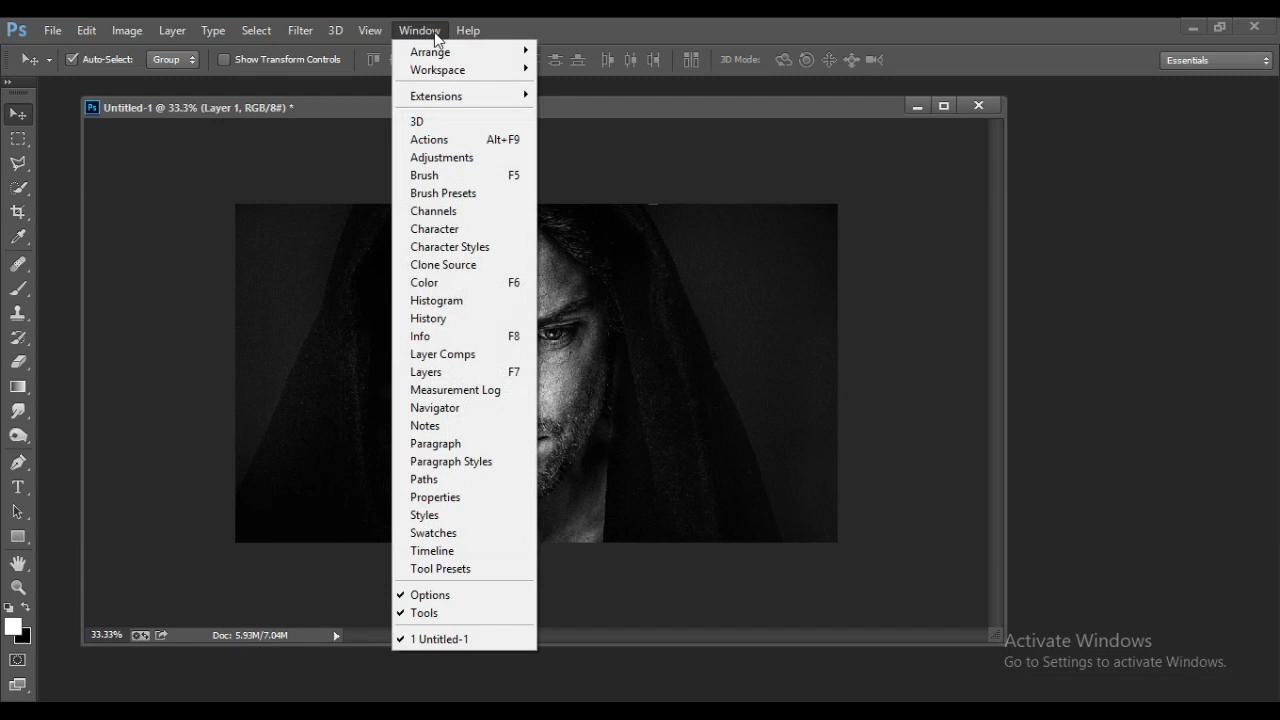 Ps File Edit Image Layer Type Select Filter 3D View Window Help
Auto-Select: Group Show Transform Controls 3D Mode: Essentials
Ps Untitled-1 @ 33.3% (Layer 1, RGB/8#) *
Arrange
Workspace
Extensions
3D
Actions Alt+F9
Adjustments
Brush F5
Brush Presets
Channels
Character
Character Styles
Clone Source
Color F6
Histogram
History
Info F8
Layer Comps
Layers F7
Measurement Log
Navigator
Notes
Paragraph
Paragraph Styles
Paths
Properties
Styles
Swatches
Timeline
Tool Presets
Options
Tools
1 Untitled-1
33.33% Doc: 5.93M/7.04M
Activate Windows
Go to Settings to activate Windows.